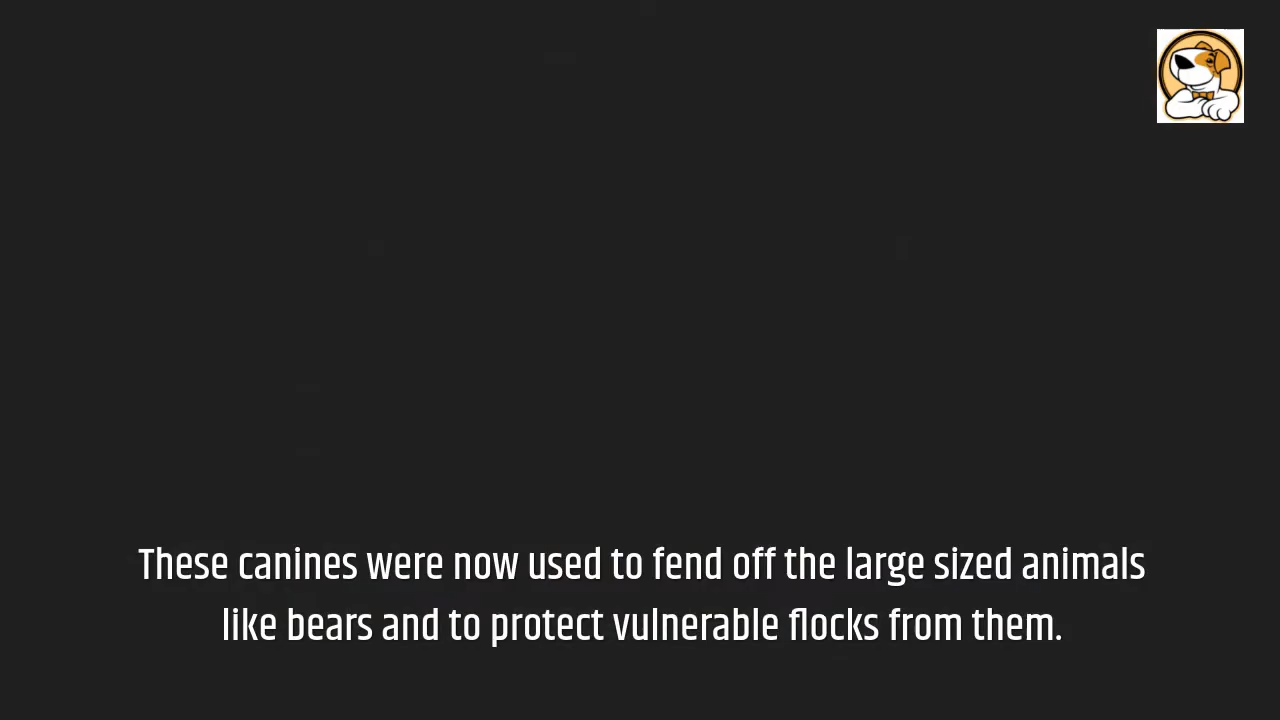 These canines were now used to fend off the large sized animals
like bears and to protect vulnerable flocks from them.